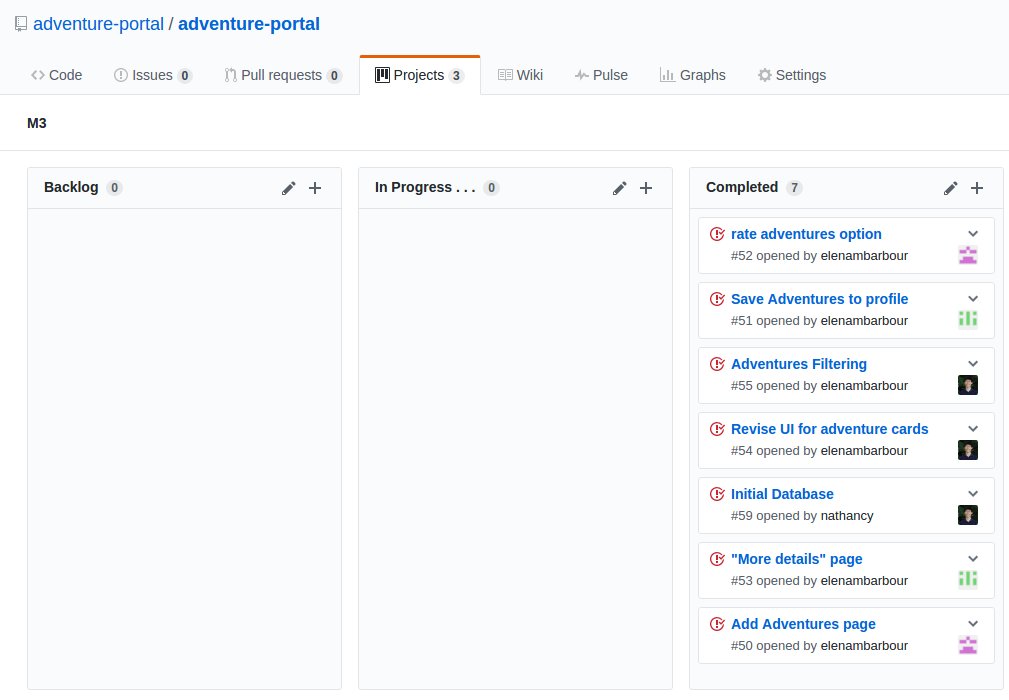 adventure-portal / adventure-portal
Code Issues 0 Pull requests 0 Projects 3 Wiki Pulse Graphs Settings
M3
Backlog 0
In Progress . . . 0
Completed 7
rate adventures option
#52 opened by elenambarbour
Save Adventures to profile
#51 opened by elenambarbour
Adventures Filtering
#55 opened by elenambarbour
Revise UI for adventure cards
#54 opened by elenambarbour
Initial Database
#59 opened by nathancy
"More details" page
#53 opened by elenambarbour
Add Adventures page
#50 opened by elenambarbour